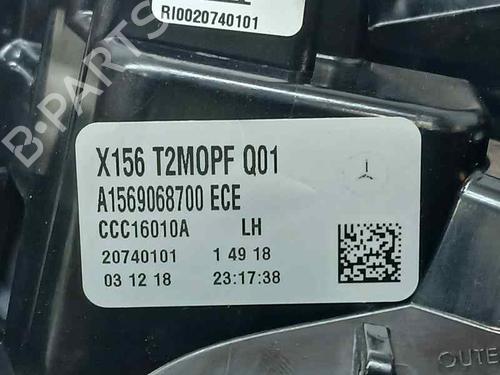 RI0020740101
B·PARTS
X156 T2MOPF Q01
A1569068700 ECE
CCC16010A LH
20740101 1 49 18
03 12 18 23:17:38